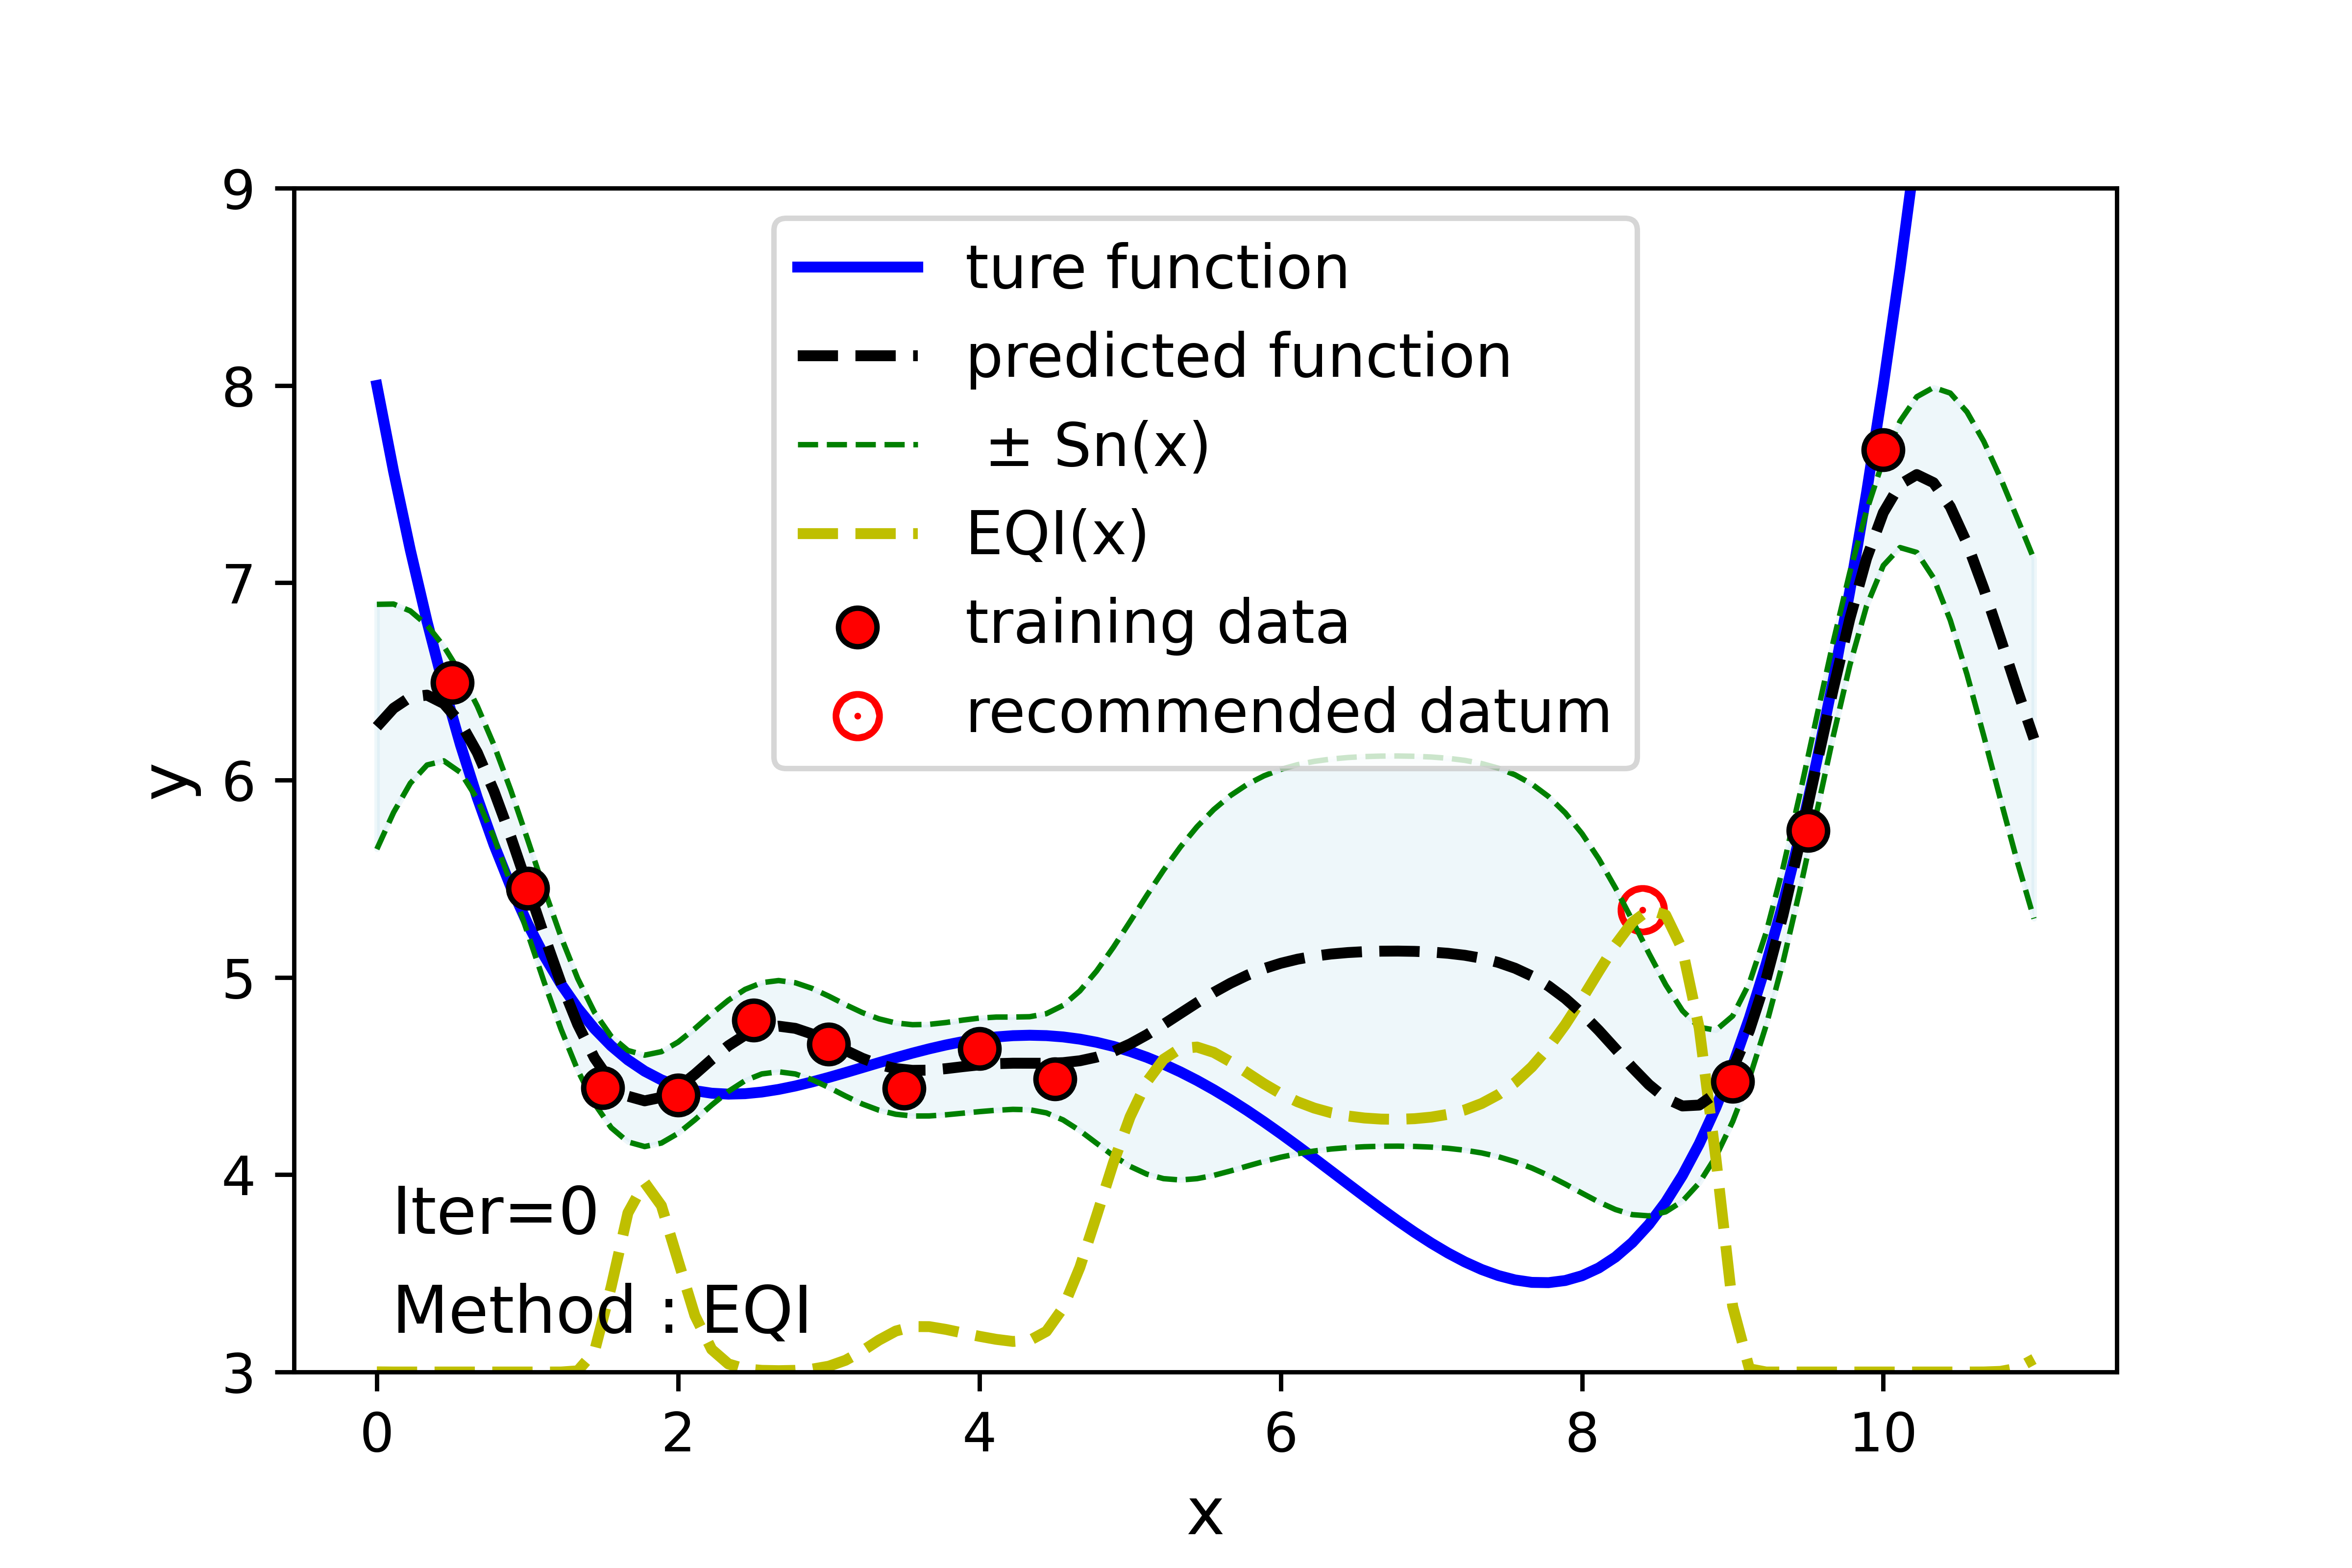 9
8
7
6
5
4
3
y
ture function
predicted function
± Sn(x)
EQI(x)
training data
recommended datum
Iter=0
Method : EQI
0 2 4 6 8 10
x